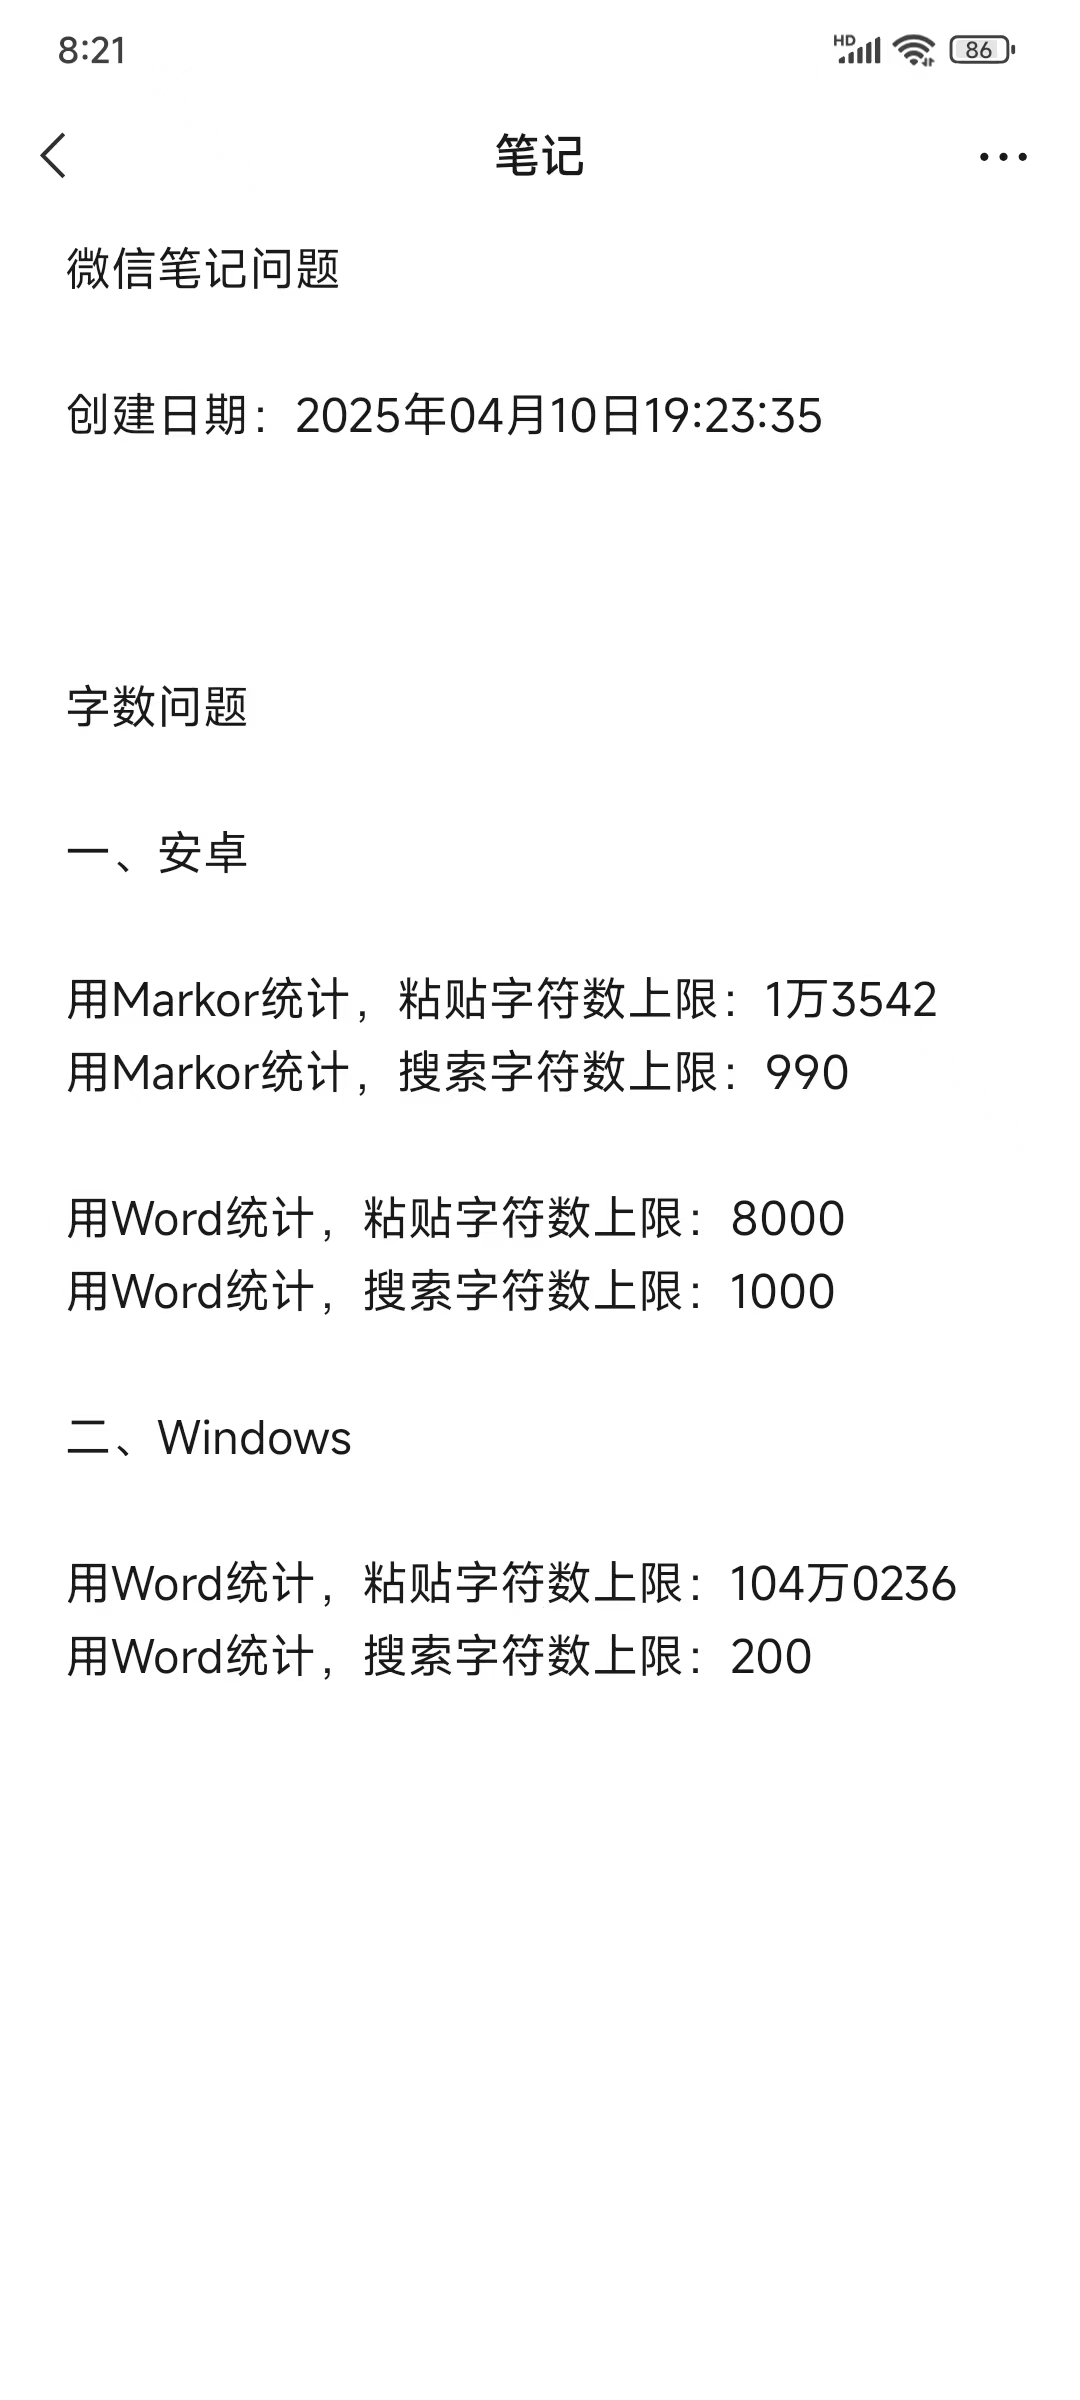 8:21
HD
86
笔记
微信笔记问题
创建日期：2025年04月10日19:23:35
字数问题
一、安卓
用Markor统计，粘贴字符数上限：1万3542
用Markor统计，搜索字符数上限：990
用Word统计，粘贴字符数上限：8000
用Word统计，搜索字符数上限：1000
二、Windows
用Word统计，粘贴字符数上限：104万0236
用Word统计，搜索字符数上限：200